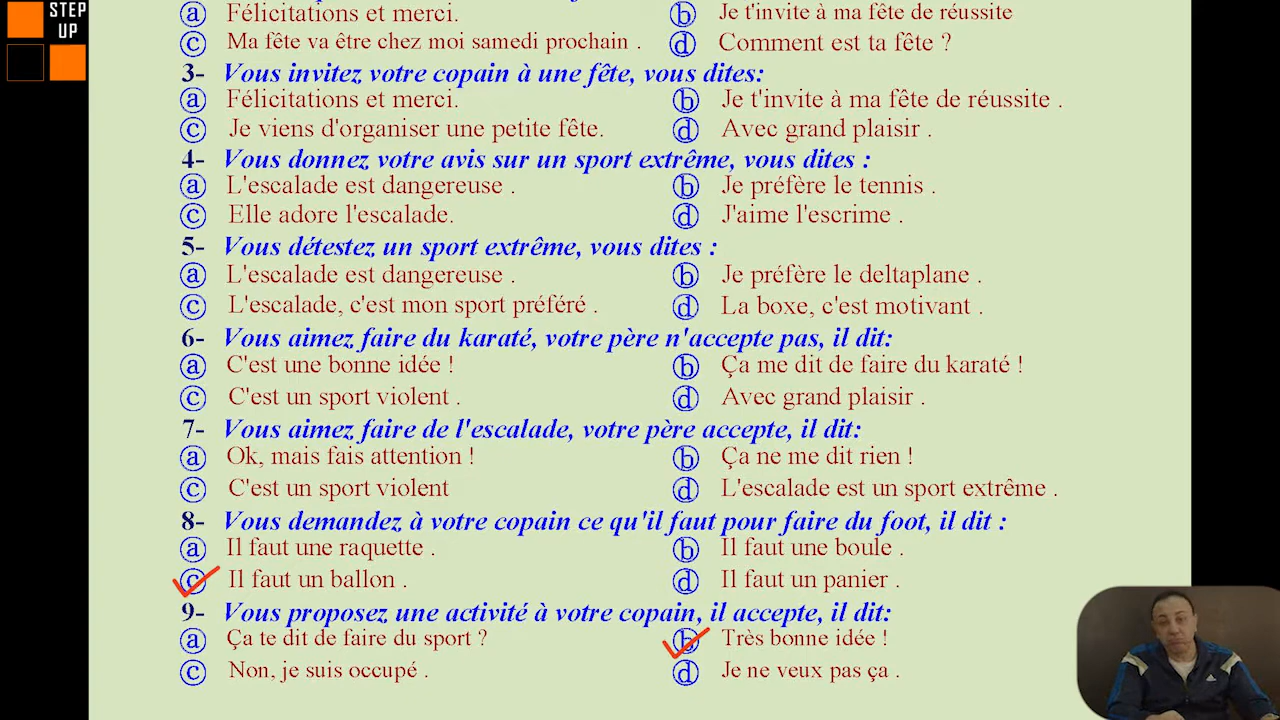 STEP
UP
ⓐ Félicitations et merci. ⓑ Je t'invite à ma fête de réussite
ⓒ Ma fête va être chez moi samedi prochain . ⓓ Comment est ta fête ?
3- Vous invitez votre copain à une fête, vous dites:
ⓐ Félicitations et merci. ⓑ Je t'invite à ma fête de réussite .
ⓒ Je viens d'organiser une petite fête. ⓓ Avec grand plaisir .
4- Vous donnez votre avis sur un sport extrême, vous dites :
ⓐ L'escalade est dangereuse . ⓑ Je préfère le tennis .
ⓒ Elle adore l'escalade. ⓓ J'aime l'escrime .
5- Vous détestez un sport extrême, vous dites :
ⓐ L'escalade est dangereuse . ⓑ Je préfère le deltaplane .
ⓒ L'escalade, c'est mon sport préféré . ⓓ La boxe, c'est motivant .
6- Vous aimez faire du karaté, votre père n'accepte pas, il dit:
ⓐ C'est une bonne idée ! ⓑ Ça me dit de faire du karaté !
ⓒ C'est un sport violent . ⓓ Avec grand plaisir .
7- Vous aimez faire de l'escalade, votre père accepte, il dit:
ⓐ Ok, mais fais attention ! ⓑ Ça ne me dit rien !
ⓒ C'est un sport violent ⓓ L'escalade est un sport extrême .
8- Vous demandez à votre copain ce qu'il faut pour faire du foot, il dit :
ⓐ Il faut une raquette . ⓑ Il faut une boule .
ⓒ Il faut un ballon . ⓓ Il faut un panier .
9- Vous proposez une activité à votre copain, il accepte, il dit:
ⓐ Ça te dit de faire du sport ? ⓑ Très bonne idée !
ⓒ Non, je suis occupé . ⓓ Je ne veux pas ça .